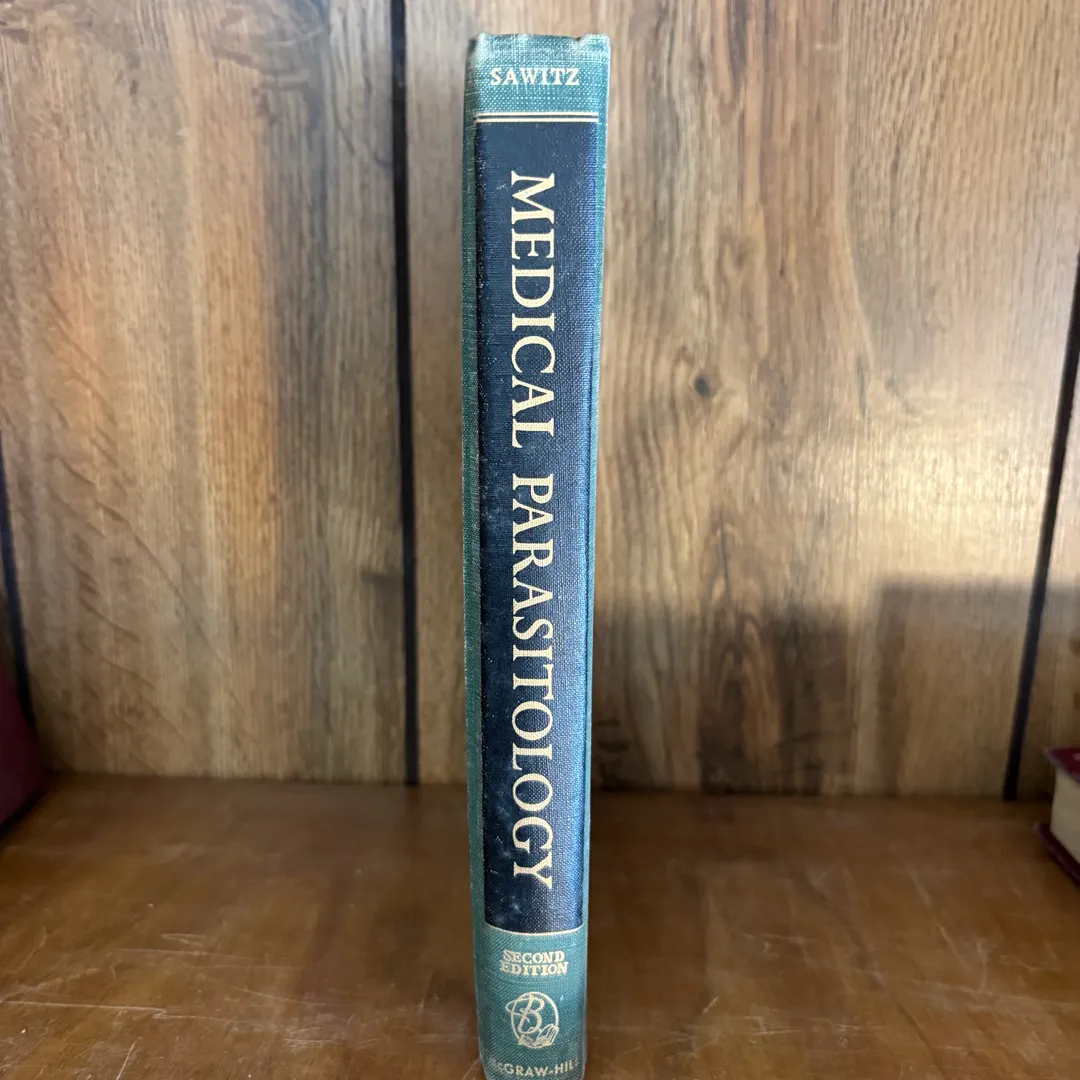 SAWITZ
MEDICAL PARASITOLOGY
SECOND
EDITION
B
McGRAW-HILL